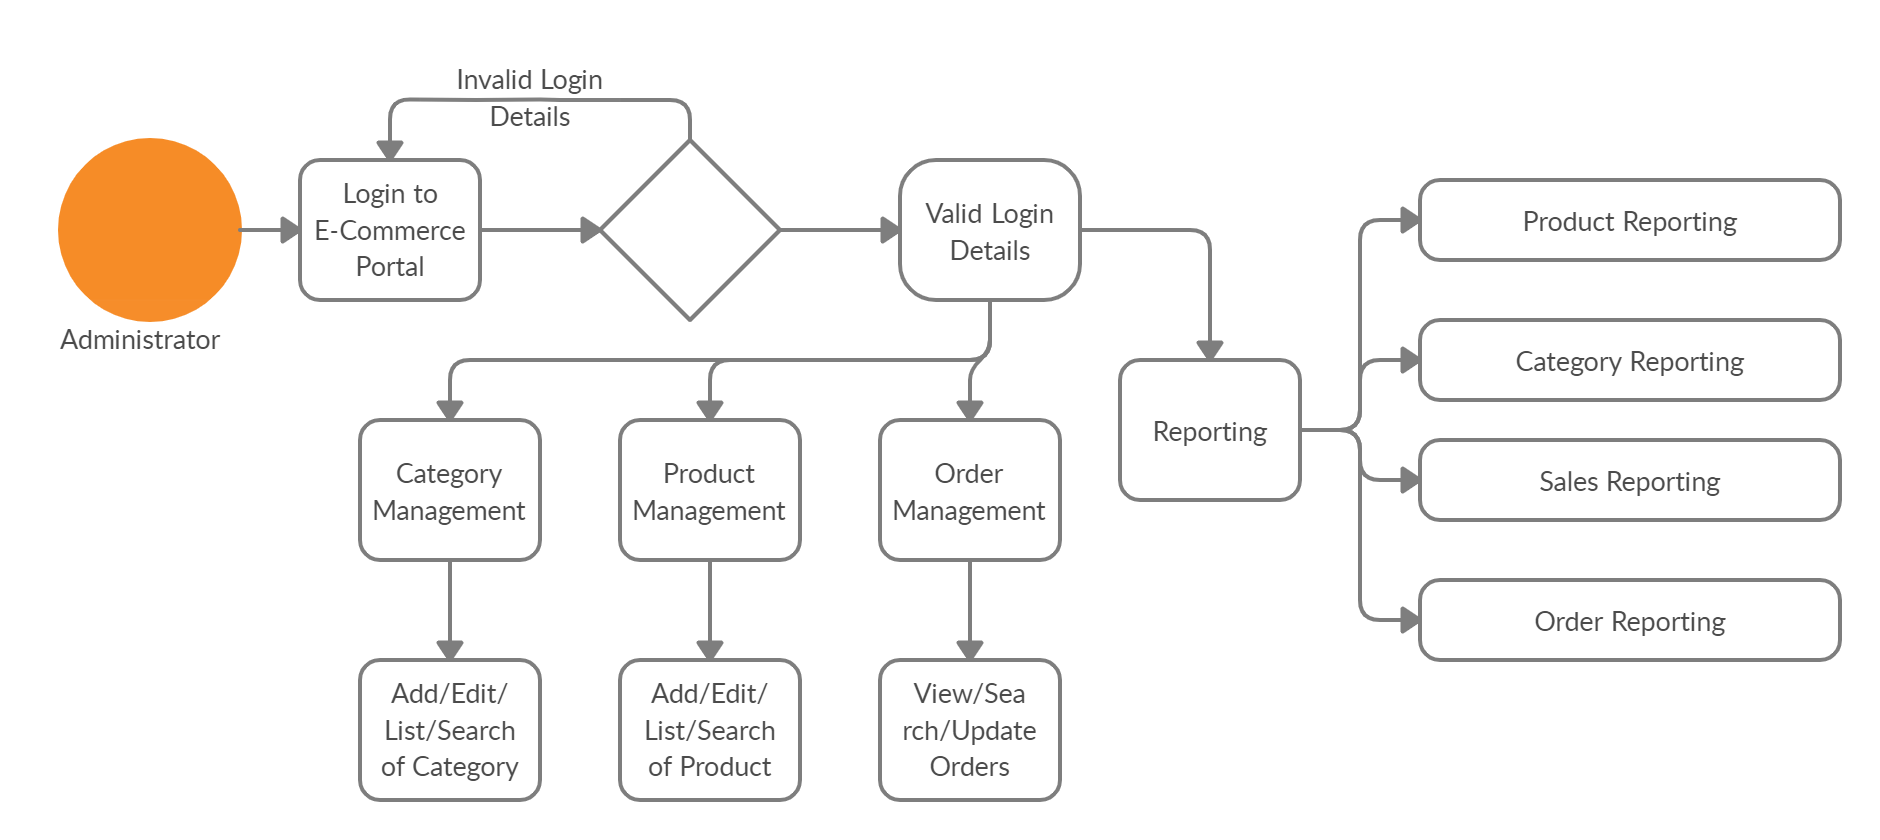 Invalid Login
Details
Login to
E-Commerce
Portal
Administrator
Valid Login
Details
Category
Management
Product
Management
Order
Management
Add/Edit/
List/Search
of Category
Add/Edit/
List/Search
of Product
View/Sea
rch/Update
Orders
Reporting
Product Reporting
Category Reporting
Sales Reporting
Order Reporting